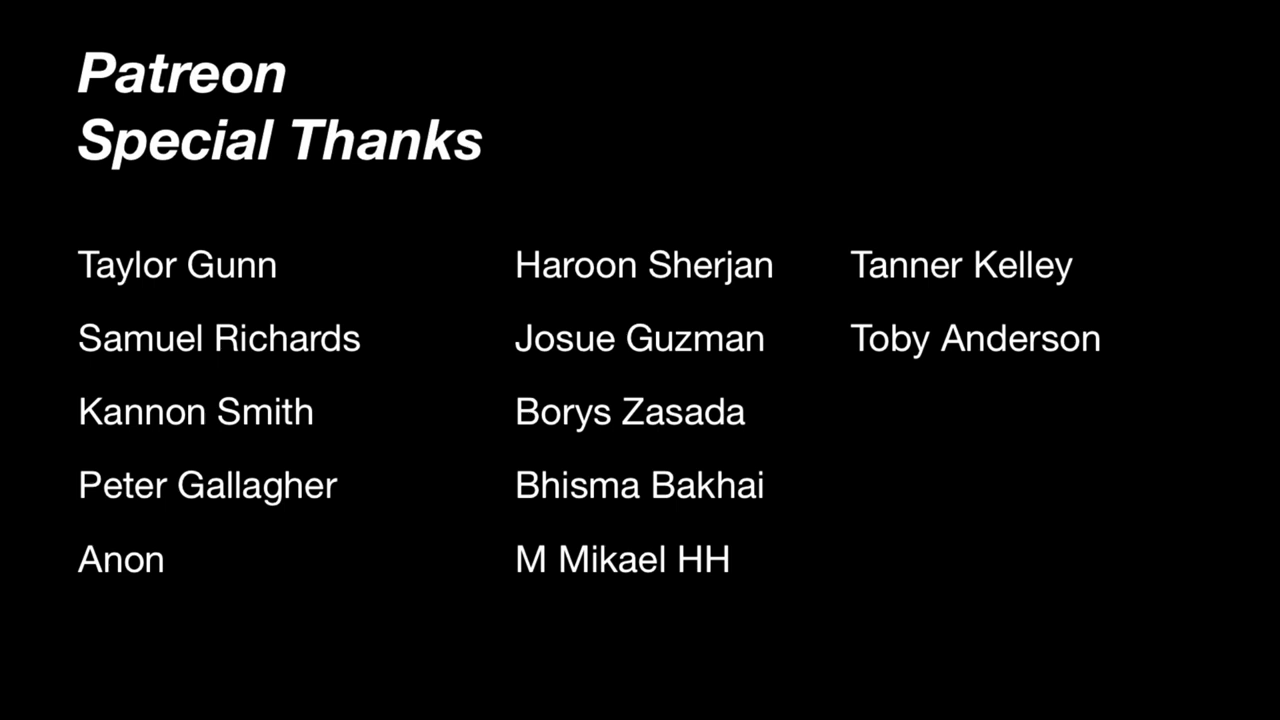 Patreon
Special Thanks
Taylor Gunn
Samuel Richards
Kannon Smith
Peter Gallagher
Anon
Haroon Sherjan
Josue Guzman
Borys Zasada
Bhisma Bakhai
M Mikael HH
Tanner Kelley
Toby Anderson